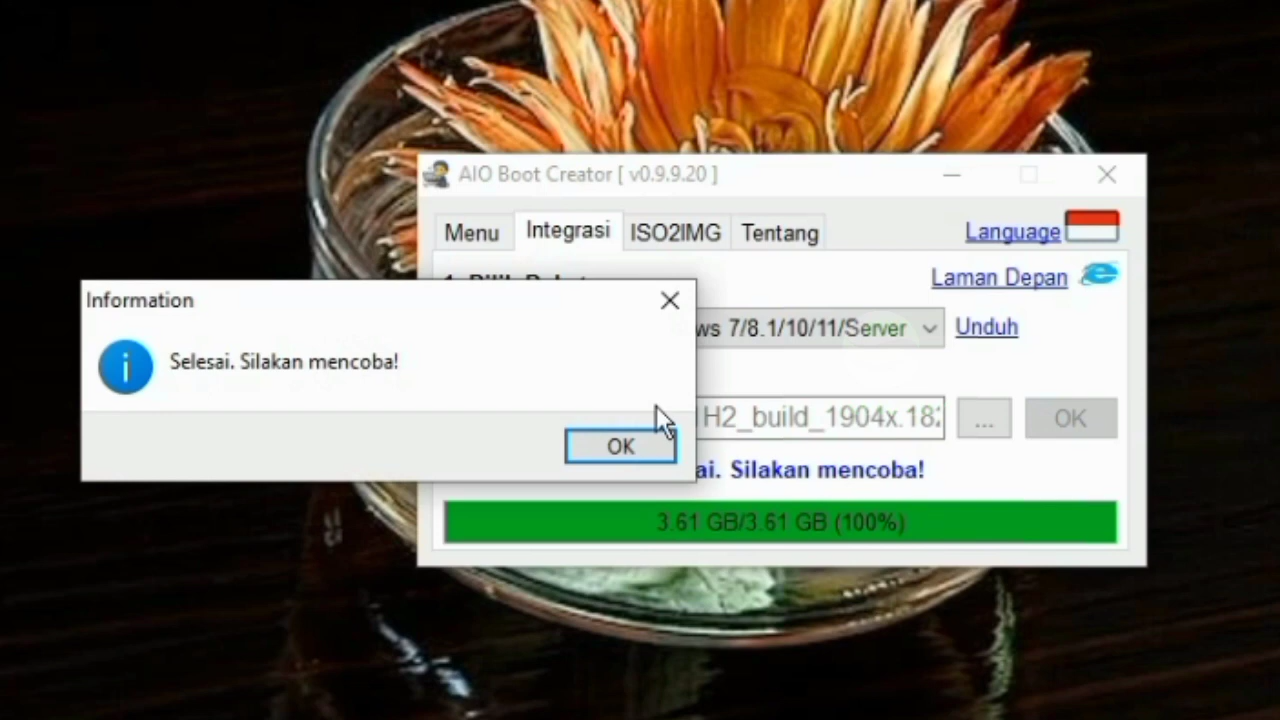 AIO Boot Creator [ v0.9.9.20 ]
Menu
Integrasi
ISO2IMG
Tentang
Language
Laman Depan
Information
ws 7/8.1/10/11/Server
Unduh
Selesai. Silakan mencoba!
H2_build_1904x.182
...
OK
OK
ai. Silakan mencoba!
3.61 GB/3.61 GB (100%)